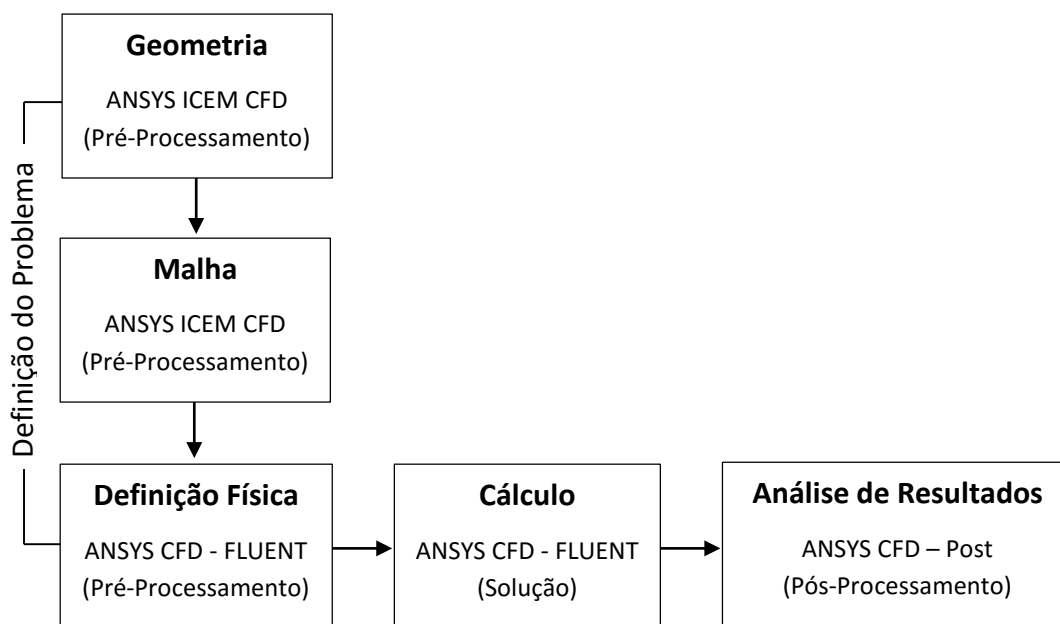 Geometria
ANSYS ICEM CFD
(Pré-Processamento)
Definição do Problema
Malha
ANSYS ICEM CFD
(Pré-Processamento)
Definição Física
ANSYS CFD - FLUENT
(Pré-Processamento)
Cálculo
ANSYS CFD - FLUENT
(Solução)
Análise de Resultados
ANSYS CFD – Post
(Pós-Processamento)